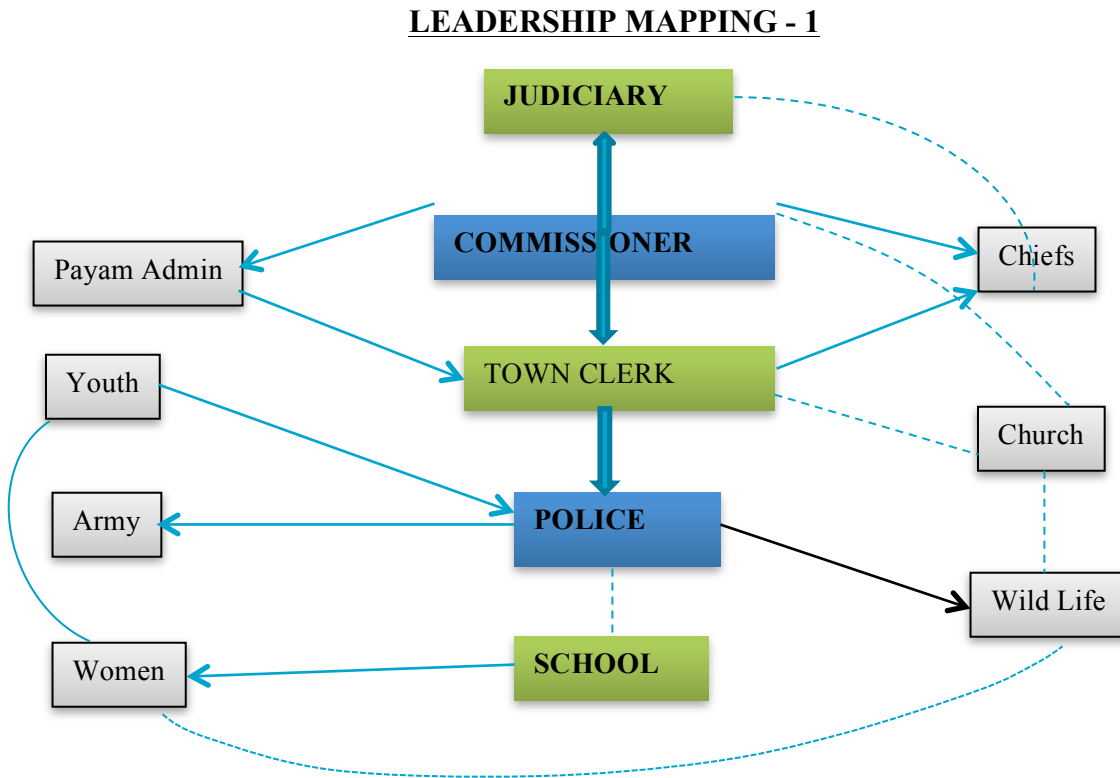 LEADERSHIP MAPPING - 1
JUDICIARY
COMMISSIONER
Payam Admin
Chiefs
TOWN CLERK
Youth
Church
Army
POLICE
Wild Life
Women
SCHOOL